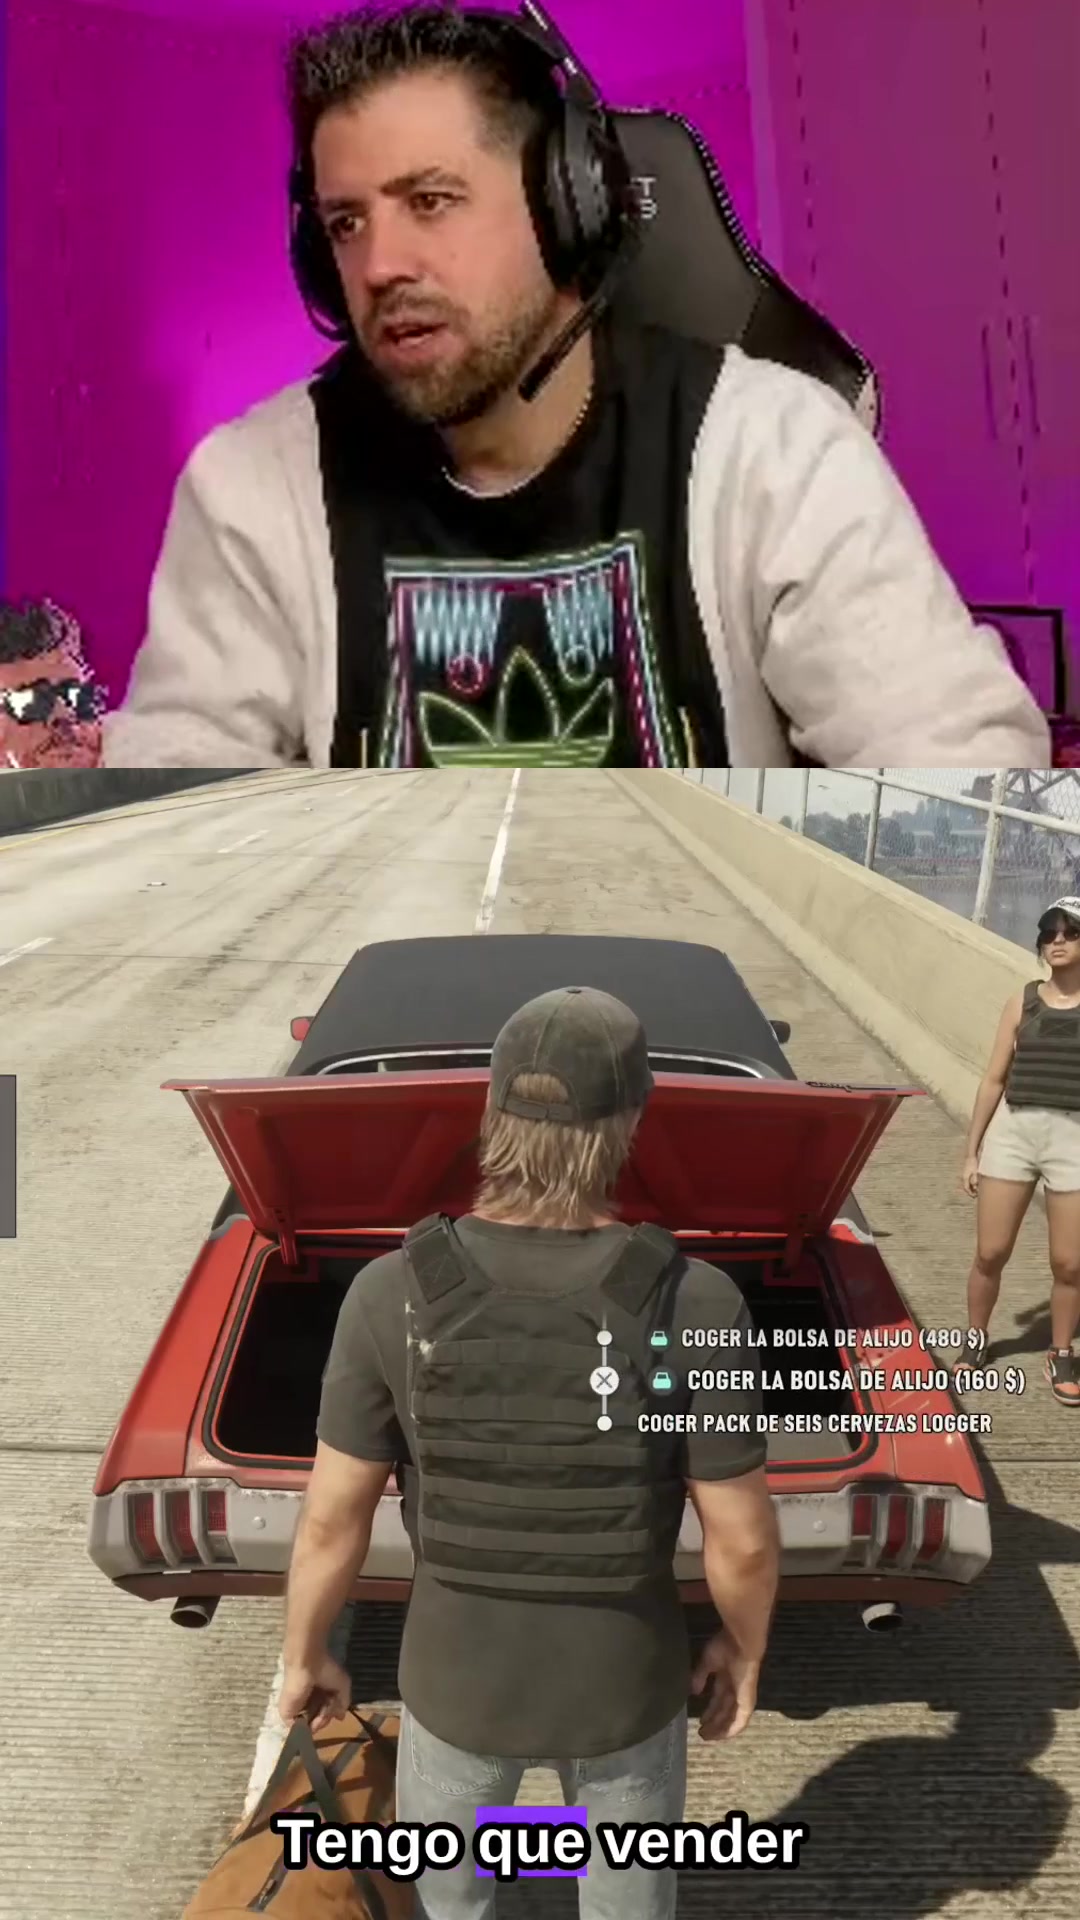 T
3
COGER LA BOLSA DE ALIJO (480 $)
COGER LA BOLSA DE ALIJO (160 $)
COGER PACK DE SEIS CERVEZAS LOGGER
Tengo que vender